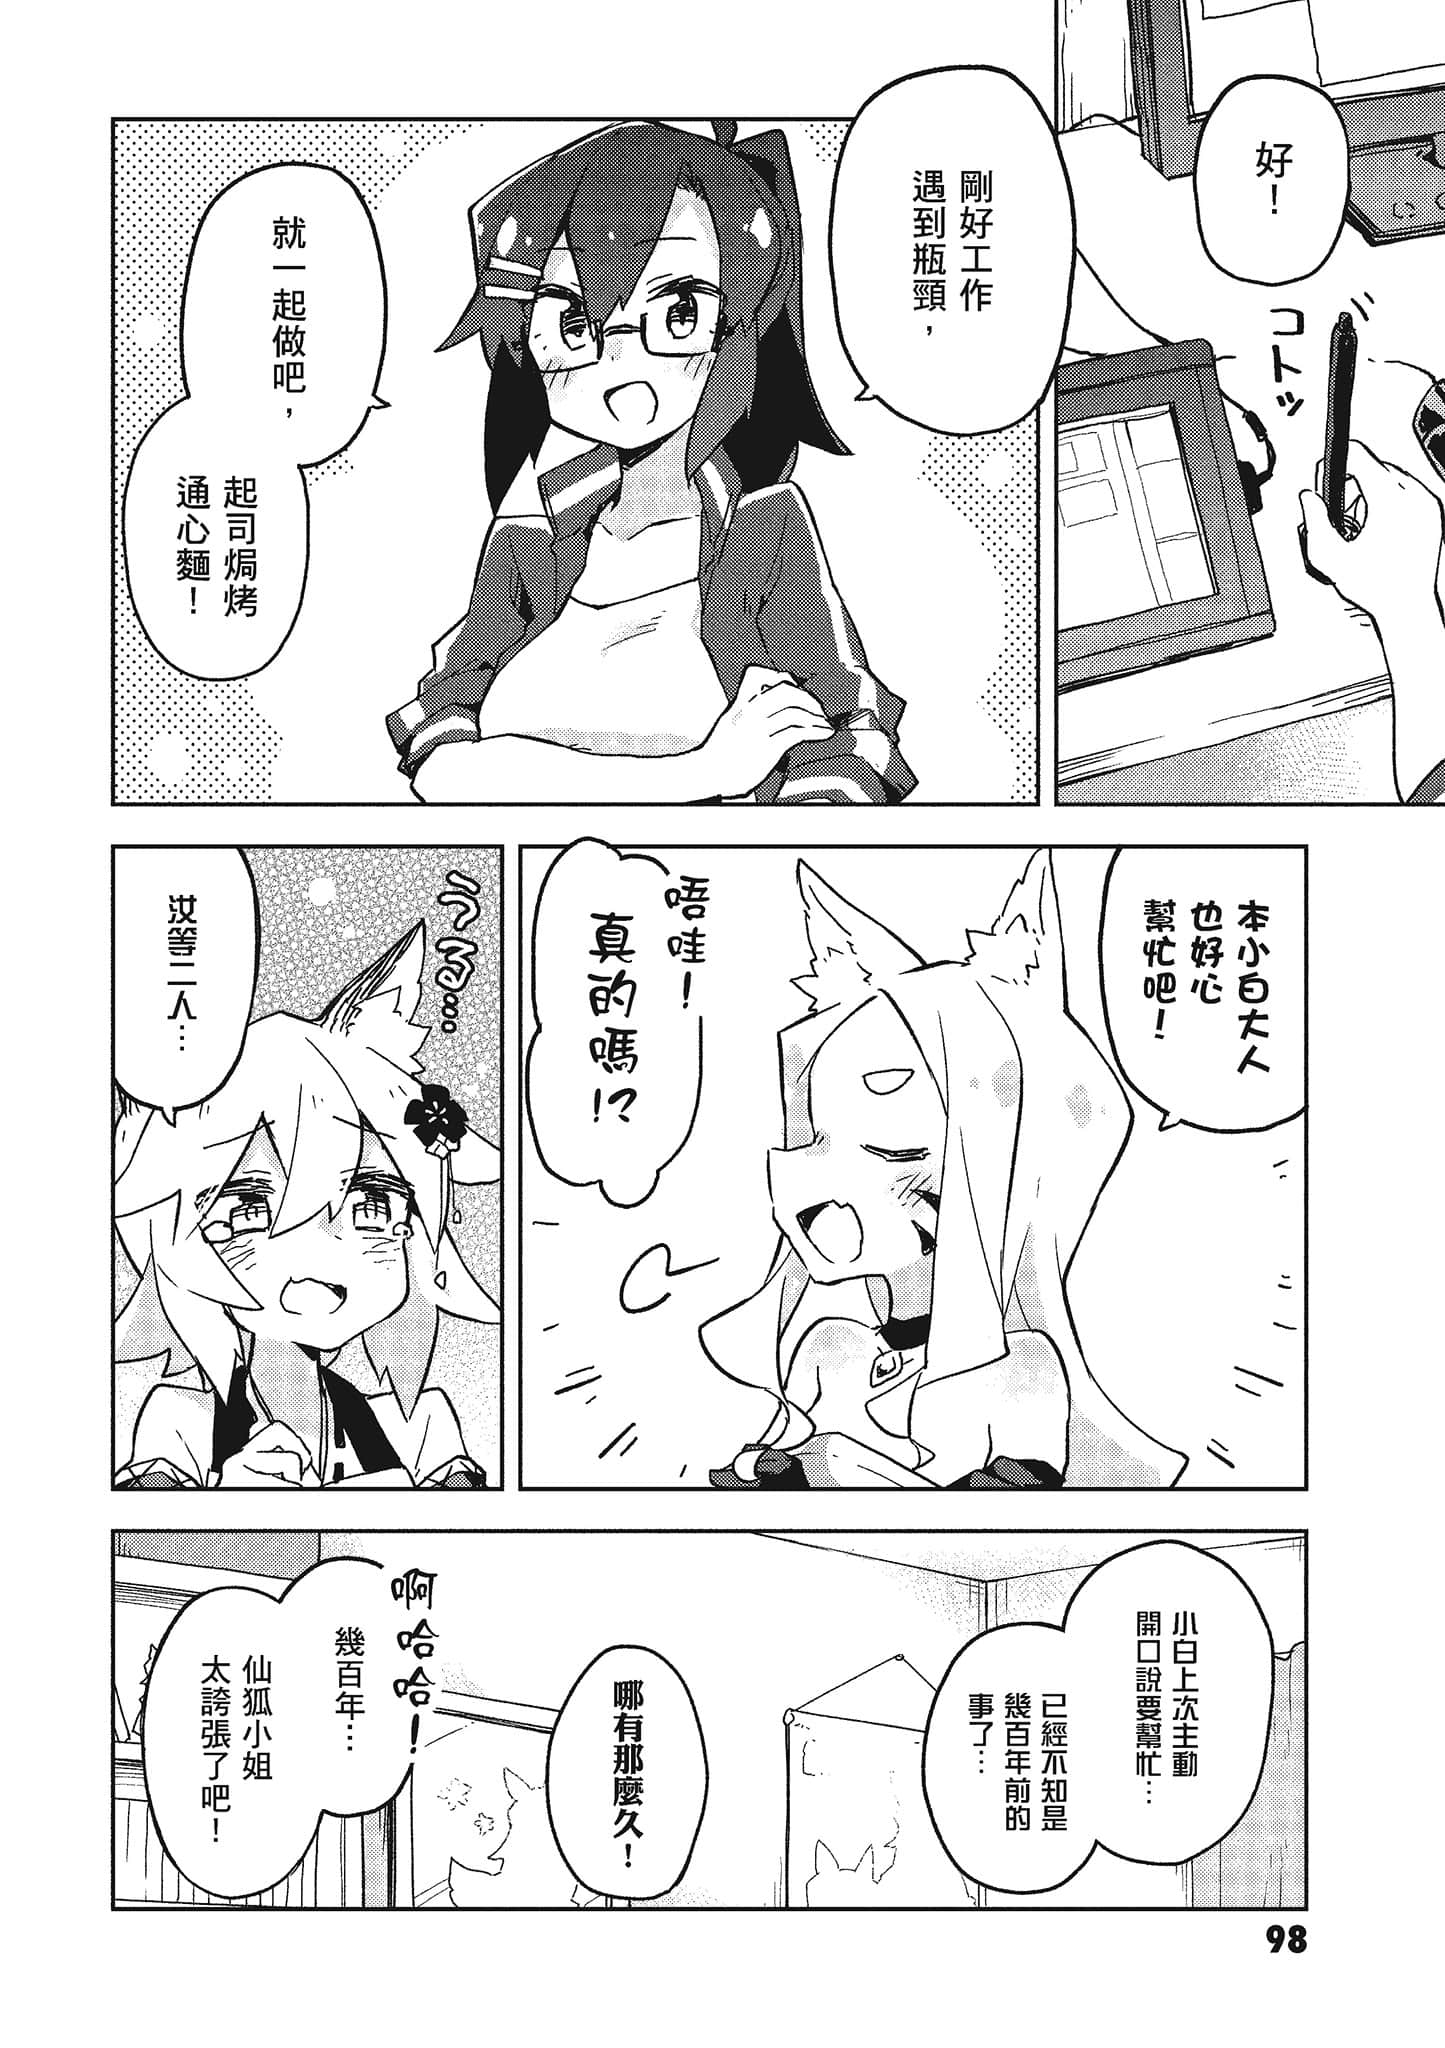 好！
コトッ
剛好工作
遇到瓶頸，
就一起做吧，
起司焗烤
通心麵！
本小白大人
也好心
幫忙吧！
唔哇！
真的嗎!?
うる…
汝等二人…
小白上次主動
開口說要幫忙…
已經不知是
幾百年前的
事了…
哪有那麼久！
啊哈哈！
幾百年…
仙狐小姐
太誇張了吧！
98